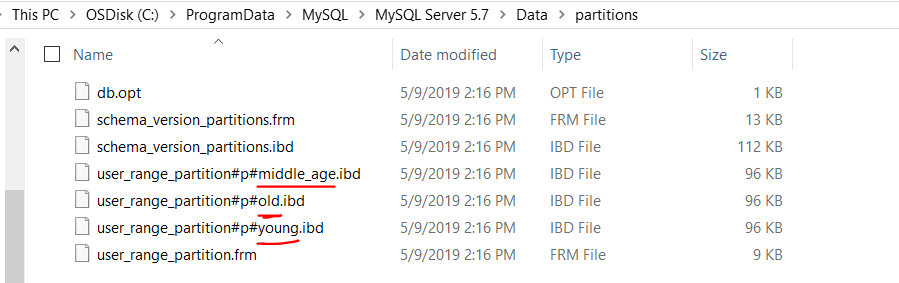 This PC > OSDisk (C:) > ProgramData > MySQL > MySQL Server 5.7 > Data > partitions
Name Date modified Type Size
db.opt 5/9/2019 2:16 PM OPT File 1 KB
schema_version_partitions.frm 5/9/2019 2:16 PM FRM File 13 KB
schema_version_partitions.ibd 5/9/2019 2:16 PM IBD File 112 KB
user_range_partition#p#middle_age.ibd 5/9/2019 2:16 PM IBD File 96 KB
user_range_partition#p#old.ibd 5/9/2019 2:16 PM IBD File 96 KB
user_range_partition#p#young.ibd 5/9/2019 2:16 PM IBD File 96 KB
user_range_partition.frm 5/9/2019 2:16 PM FRM File 9 KB